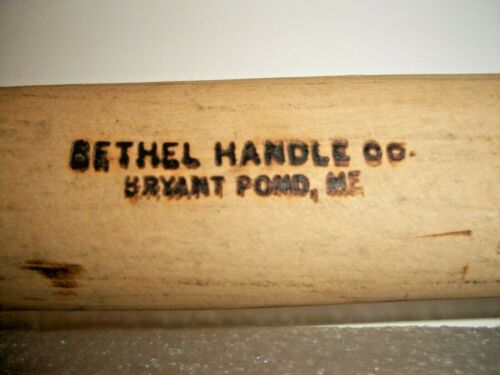 BETHEL HANDLE CO.
BRYANT POND, ME